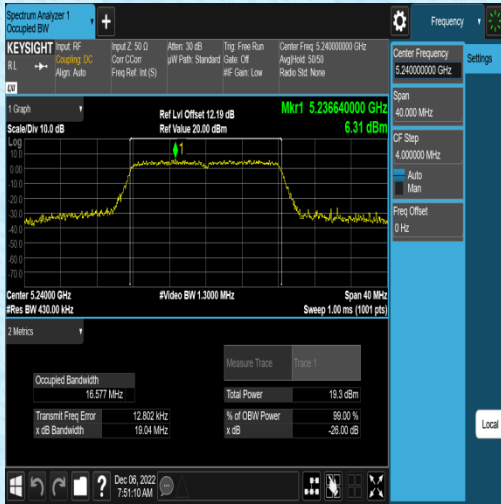 Spectrum Analyzer 1
Occupied BW
+
Frequency
KEYSIGHT
RL
LXI
Input: RF
Coupling: DC
Align: Auto
Input Z: 50 Ω
Corr CCorr
Freq Ref: Int (S)
Atten: 30 dB
µW Path: Standard
Trig: Free Run
Gate: Off
#IF Gain: Low
Center Freq: 5.240000000 GHz
Avg|Hold: 50/50
Radio Std: None
Settings
Center Frequency
5.240000000 GHz
Span
40.000 MHz
CF Step
4.000000 MHz
Auto
Man
Freq Offset
0 Hz
Local
1 Graph
Scale/Div 10.0 dB
Ref Lvl Offset 12.19 dB
Ref Value 20.00 dBm
Mkr1 5.236640000 GHz
6.31 dBm
Log
10.0
0.00
-10.0
-20.0
-30.0
-40.0
-50.0
-60.0
-70.0
1
Center 5.24000 GHz
#Res BW 430.00 kHz
#Video BW 1.3000 MHz
Span 40 MHz
Sweep 1.00 ms (1001 pts)
2 Metrics
Measure Trace
Trace 1
Occupied Bandwidth
16.577 MHz
Total Power
19.3 dBm
Transmit Freq Error
12.802 kHz
% of OBW Power
99.00 %
x dB Bandwidth
19.04 MHz
x dB
-26.00 dB
?
Dec 06, 2022
7:51:10 AM